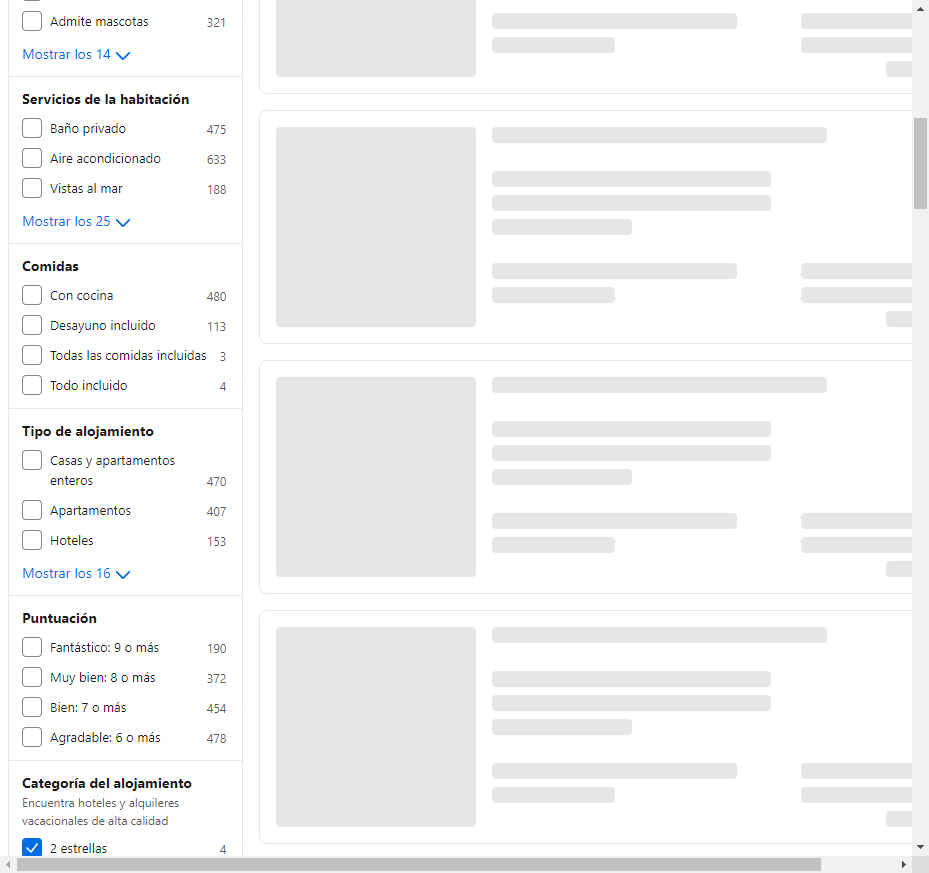 Admite mascotas 321
Mostrar los 14
Servicios de la habitación
Baño privado 475
Aire acondicionado 633
Vistas al mar 188
Mostrar los 25
Comidas
Con cocina 480
Desayuno incluido 113
Todas las comidas incluidas 3
Todo incluido 4
Tipo de alojamiento
Casas y apartamentos
enteros 470
Apartamentos 407
Hoteles 153
Mostrar los 16
Puntuación
Fantástico: 9 o más 190
Muy bien: 8 o más 372
Bien: 7 o más 454
Agradable: 6 o más 478
Categoría del alojamiento
Encuentra hoteles y alquileres
vacacionales de alta calidad
2 estrellas 4